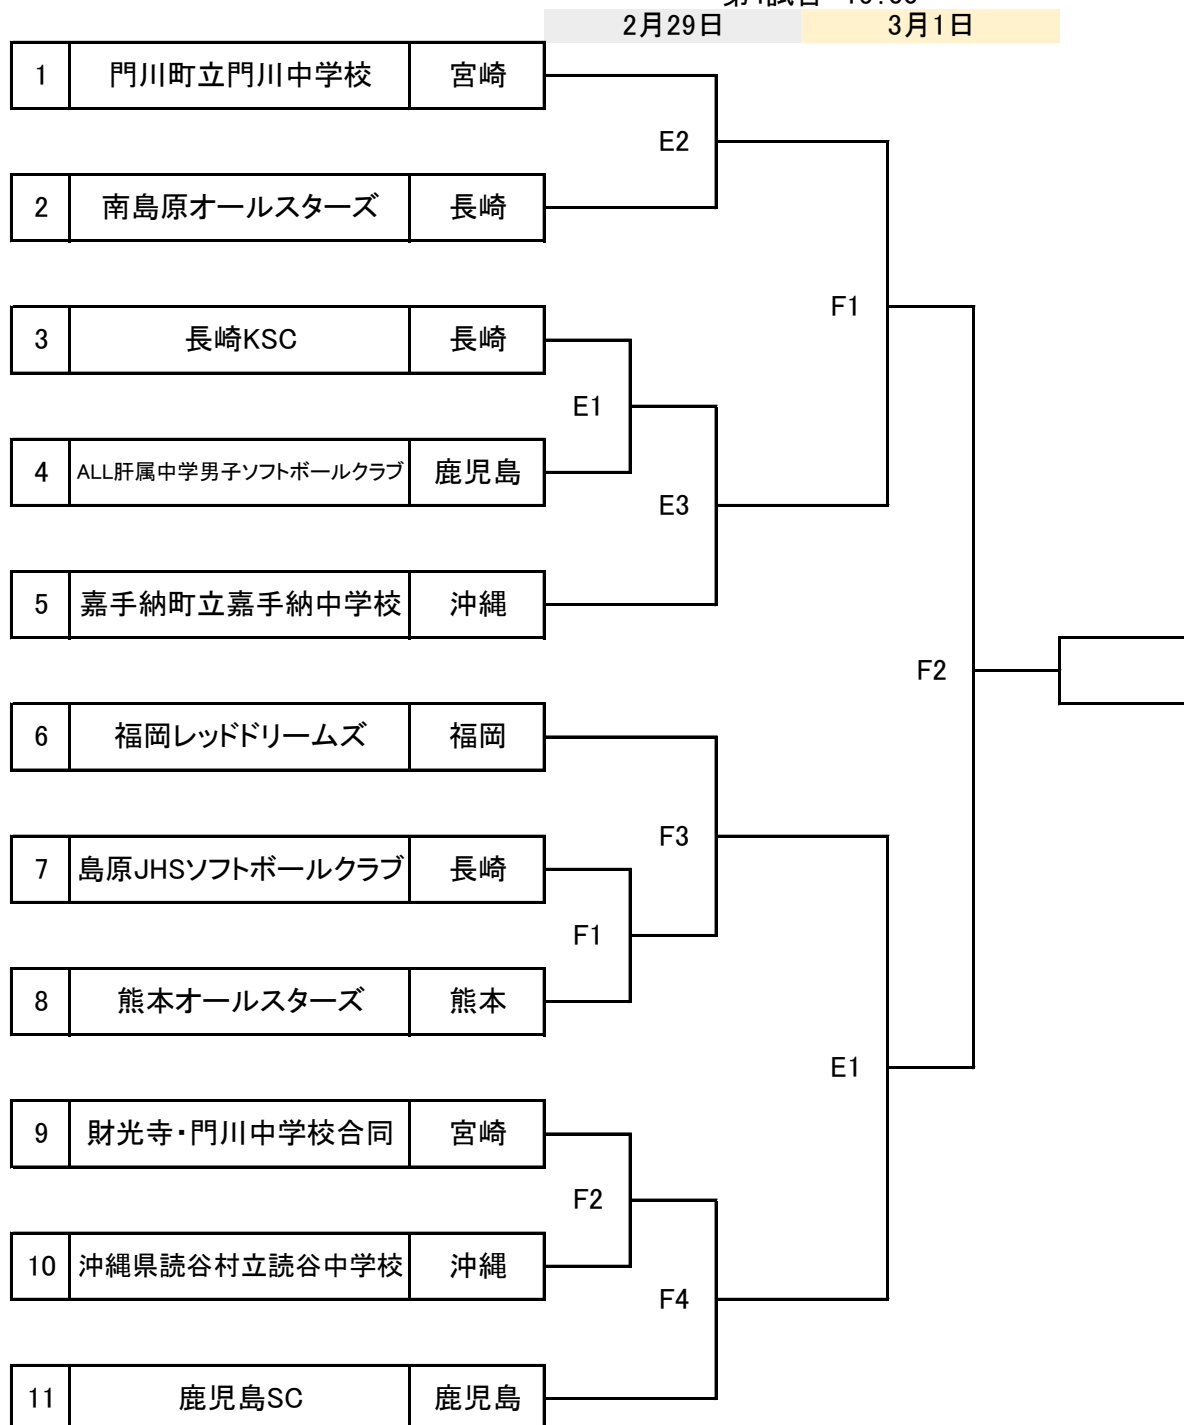 2月29日 3月1日
1 門川町立門川中学校 宮崎
E2
2 南島原オールスターズ 長崎
F1
3 長崎KSC 長崎
E1
4 ALL肝属中学男子ソフトボールクラブ 鹿児島
E3
5 嘉手納町立嘉手納中学校 沖縄
F2
6 福岡レッドドリームズ 福岡
F3
7 島原JHSソフトボールクラブ 長崎
F1
8 熊本オールスターズ 熊本
E1
9 財光寺・門川中学校合同 宮崎
F2
10 沖縄県読谷村立読谷中学校 沖縄
F4
11 鹿児島SC 鹿児島